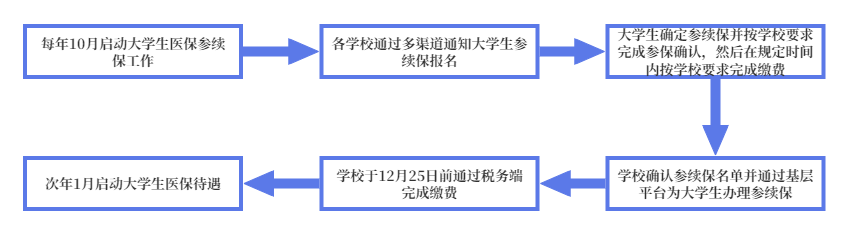 每年10月启动大学生医保参续
保工作
各学校通过多渠道通知大学生参
续保报名
大学生确定参续保并按学校要求
完成参保确认，然后在规定时间
内按学校要求完成缴费
学校确认参续保名单并通过基层
平台为大学生办理参续保
学校于12月25日前通过税务端
完成缴费
次年1月启动大学生医保待遇